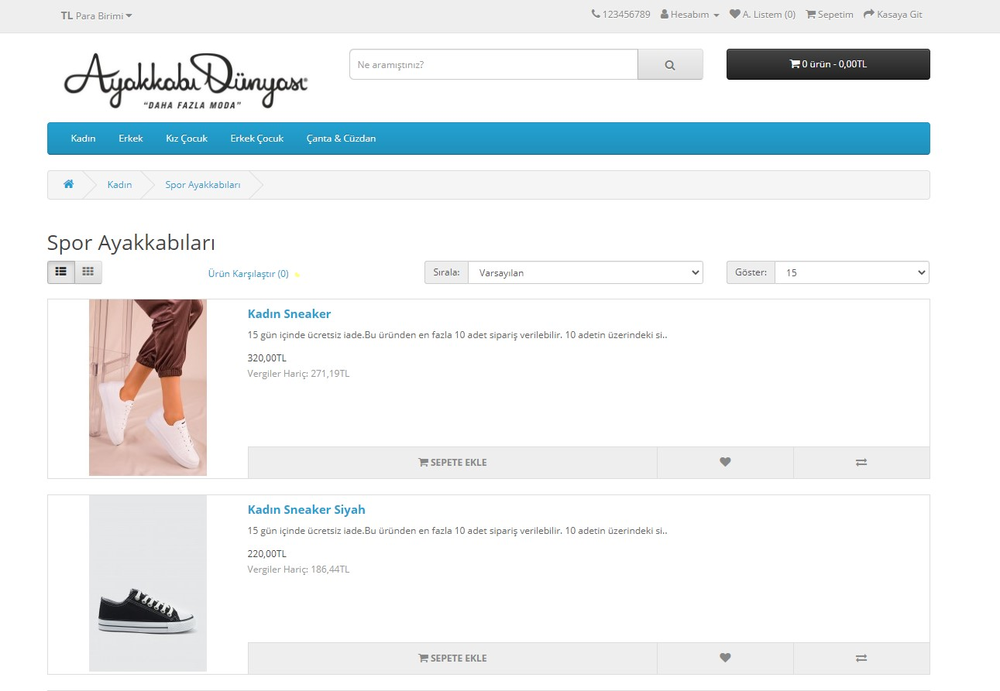 TL Para Birimi
123456789 Hesabım A. Listem (0) Sepetim Kasaya Git
Ayakkabı Dünyası
“DAHA FAZLA MODA”
Ne aramıştınız?
0 ürün - 0,00TL
Kadın Erkek Kız Çocuk Erkek Çocuk Çanta & Cüzdan
Kadın Spor Ayakkabıları
Spor Ayakkabıları
Ürün Karşılaştır (0) Sırala: Varsayılan Göster: 15
Kadın Sneaker
15 gün içinde ücretsiz iade.Bu üründen en fazla 10 adet sipariş verilebilir. 10 adetin üzerindeki si..
320,00TL
Vergiler Hariç: 271,19TL
SEPETE EKLE
Kadın Sneaker Siyah
15 gün içinde ücretsiz iade.Bu üründen en fazla 10 adet sipariş verilebilir. 10 adetin üzerindeki si..
220,00TL
Vergiler Hariç: 186,44TL
SEPETE EKLE